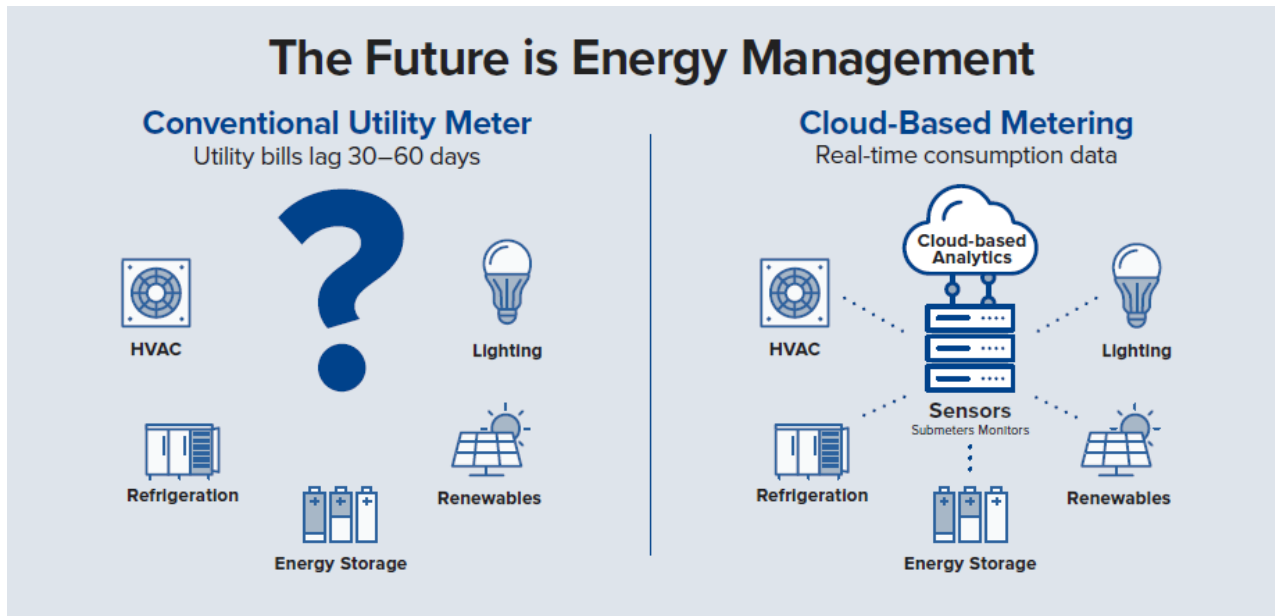 The Future is Energy Management
Conventional Utility Meter
Utility bills lag 30–60 days
HVAC
Lighting
Refrigeration
Renewables
Energy Storage
Cloud-Based Metering
Real-time consumption data
Cloud-based
Analytics
HVAC
Lighting
Sensors
Submeters Monitors
Refrigeration
Renewables
Energy Storage